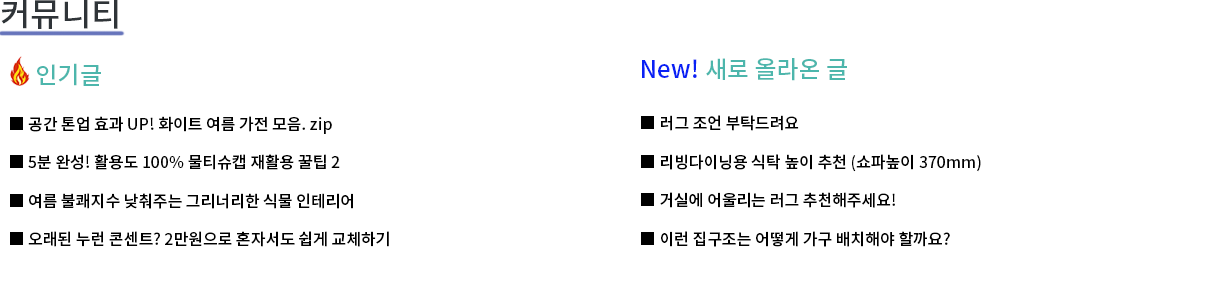 커뮤니티
인기글
■ 공간 톤업 효과 UP! 화이트 여름 가전 모음. zip
■ 5분 완성! 활용도 100% 물티슈캡 재활용 꿀팁 2
■ 여름 불쾌지수 낮춰주는 그리너리한 식물 인테리어
■ 오래된 누런 콘센트? 2만원으로 혼자서도 쉽게 교체하기
New! 새로 올라온 글
■ 러그 조언 부탁드려요
■ 리빙다이닝용 식탁 높이 추천 (쇼파높이 370mm)
■ 거실에 어울리는 러그 추천해주세요!
■ 이런 집구조는 어떻게 가구 배치해야 할까요?